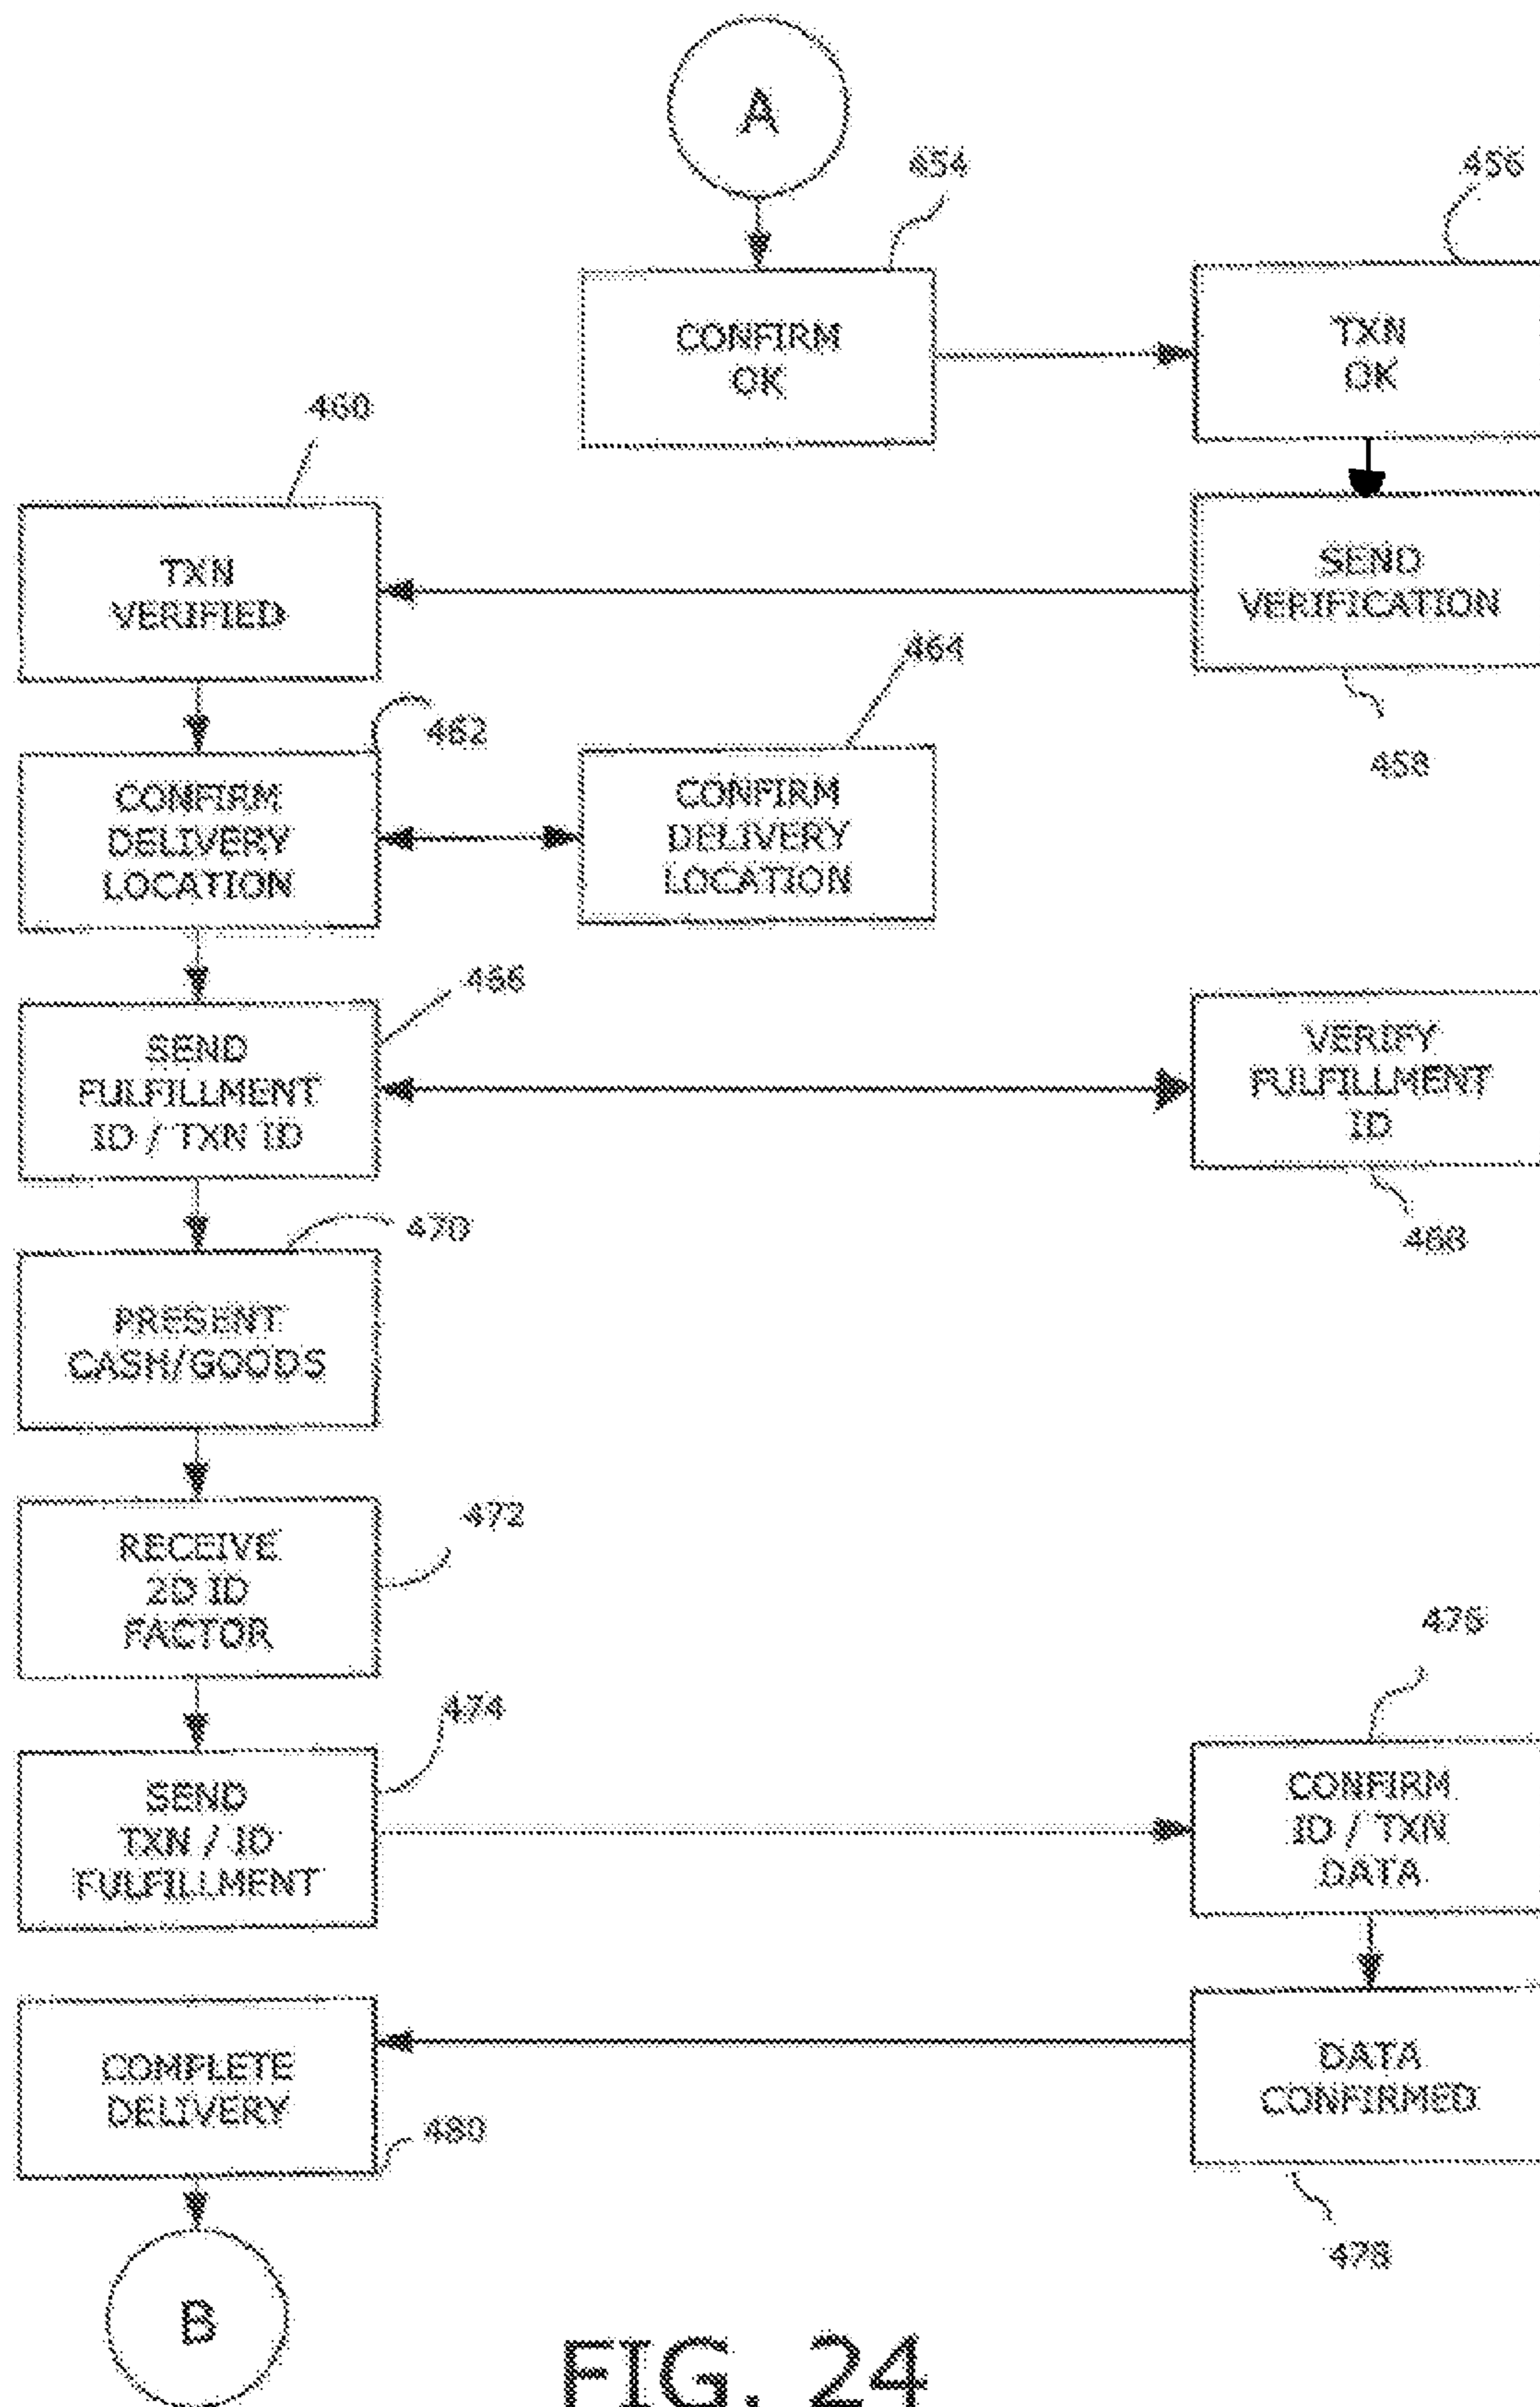 A
454
456
CONFIRM
OK
TXN
OK
460
TXN
VERIFIED
SEND
VERIFICATION
464
462
458
CONFIRM
DELIVERY
LOCATION
CONFIRM
DELIVERY
LOCATION
466
SEND
FULFILLMENT
ID / TXN ID
VERIFY
FULFILLMENT
ID
470
468
PRESENT
CASH/GOODS
472
RECEIVE
2D ID
FACTOR
476
474
SEND
TXN / ID
FULFILLMENT
CONFIRM
ID / TXN
DATA
COMPLETE
DELIVERY
480
DATA
CONFIRMED
478
B
FIG. 24